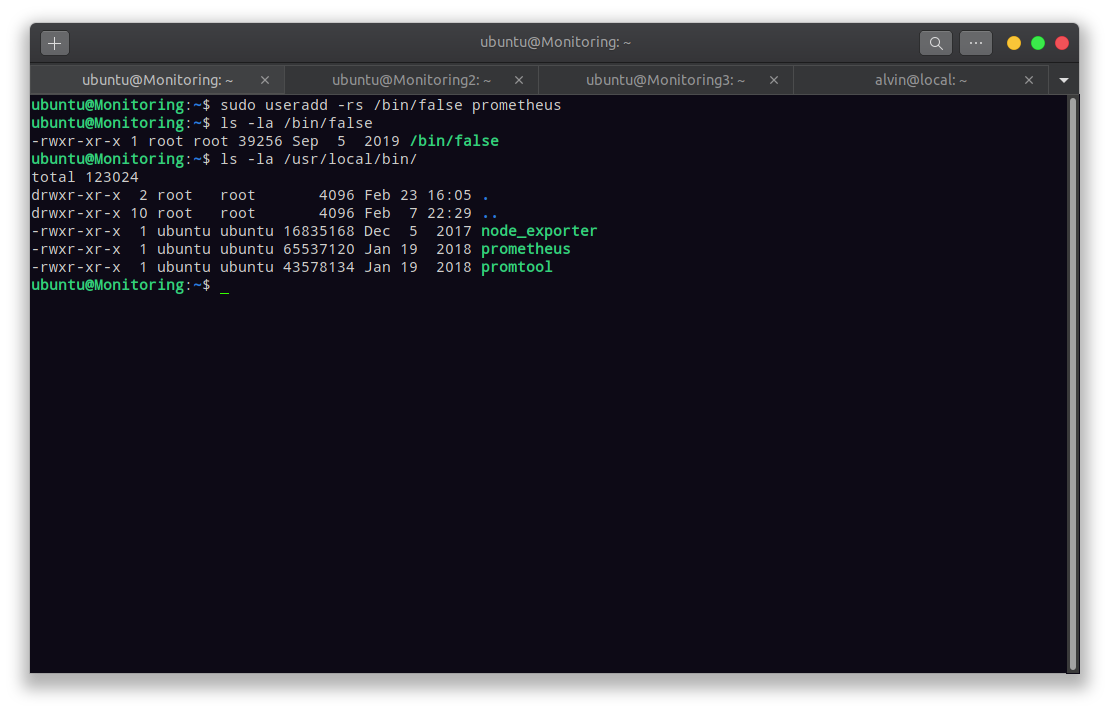 ubuntu@Monitoring: ~
ubuntu@Monitoring: ~ ubuntu@Monitoring2: ~ ubuntu@Monitoring3: ~ alvin@local: ~
ubuntu@Monitoring:~$ sudo useradd -rs /bin/false prometheus
ubuntu@Monitoring:~$ ls -la /bin/false
-rwxr-xr-x 1 root root 39256 Sep  5  2019 /bin/false
ubuntu@Monitoring:~$ ls -la /usr/local/bin/
total 123024
drwxr-xr-x  2 root   root       4096 Feb 23 16:05 .
drwxr-xr-x 10 root   root       4096 Feb  7 22:29 ..
-rwxr-xr-x  1 ubuntu ubuntu 16835168 Dec  5  2017 node_exporter
-rwxr-xr-x  1 ubuntu ubuntu 65537120 Jan 19  2018 prometheus
-rwxr-xr-x  1 ubuntu ubuntu 43578134 Jan 19  2018 promtool
ubuntu@Monitoring:~$ _